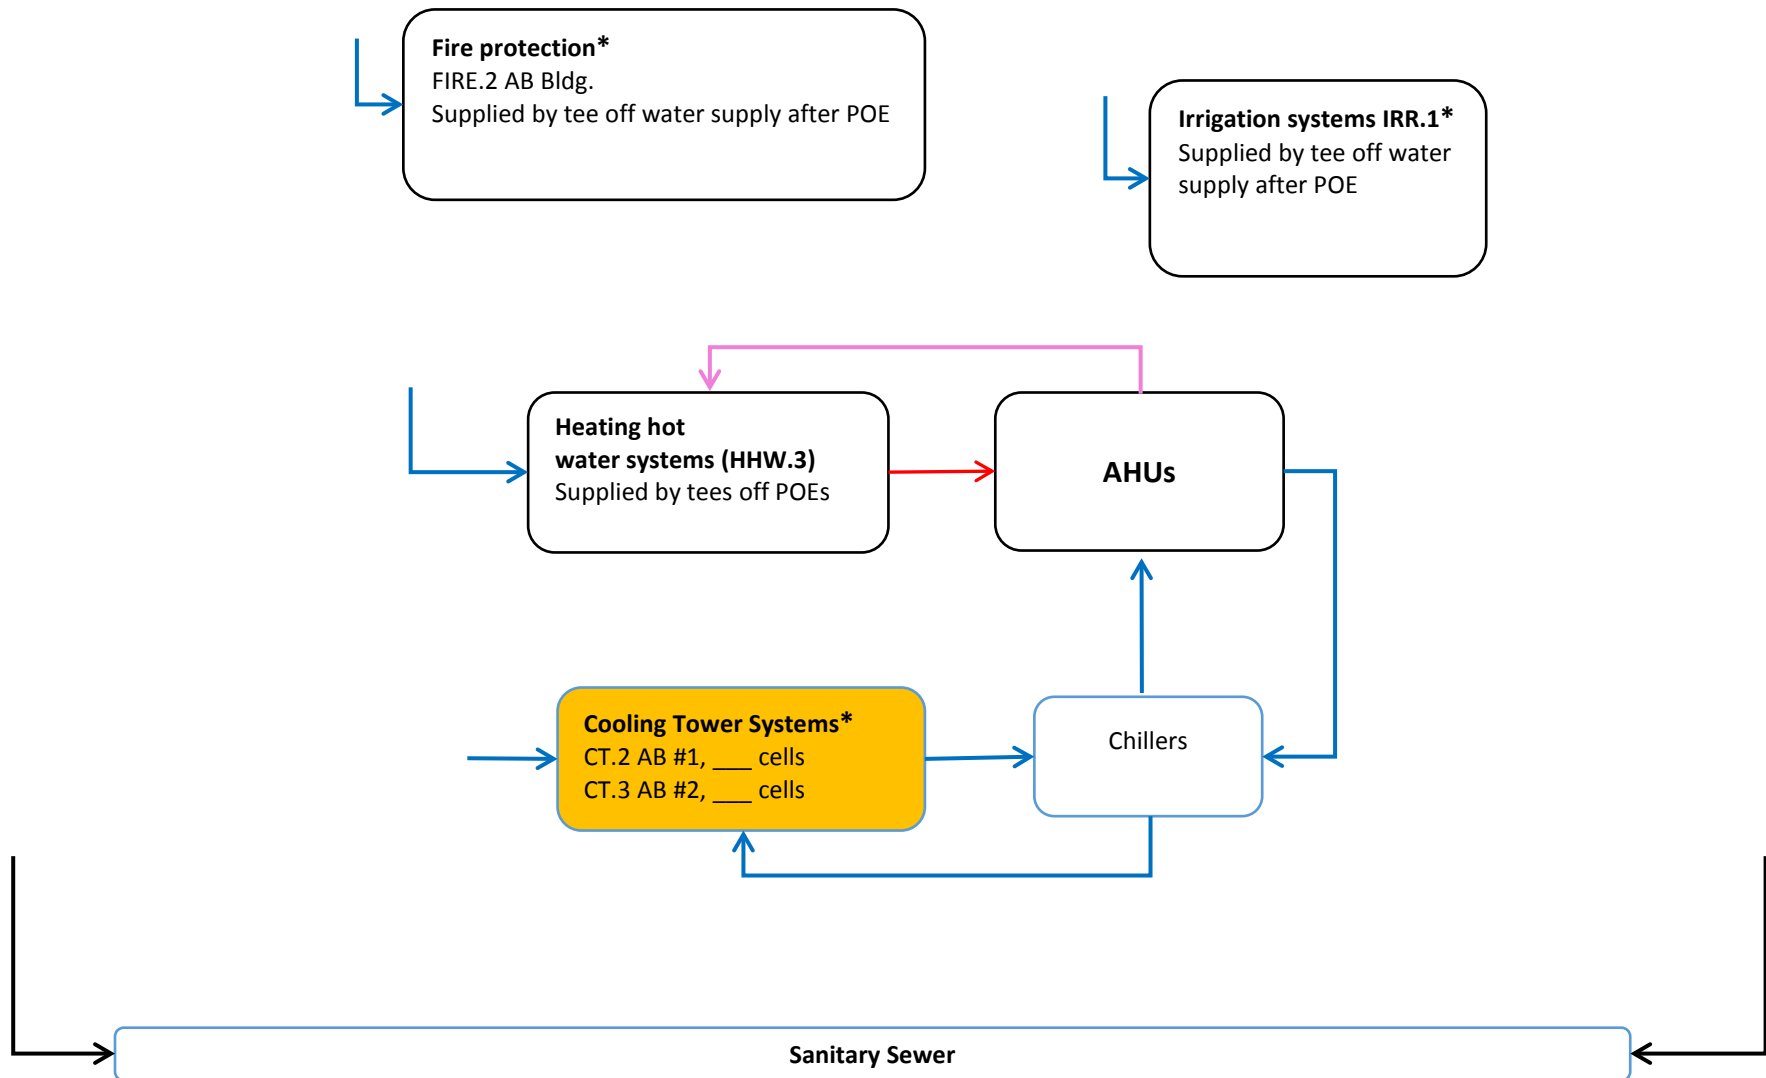 Fire protection*
FIRE.2 AB Bldg.
Supplied by tee off water supply after POE
Irrigation systems IRR.1*
Supplied by tee off water
supply after POE
Heating hot
water systems (HHW.3)
Supplied by tees off POEs
AHUs
Cooling Tower Systems*
CT.2 AB #1, ___ cells
CT.3 AB #2, ___ cells
Chillers
Sanitary Sewer